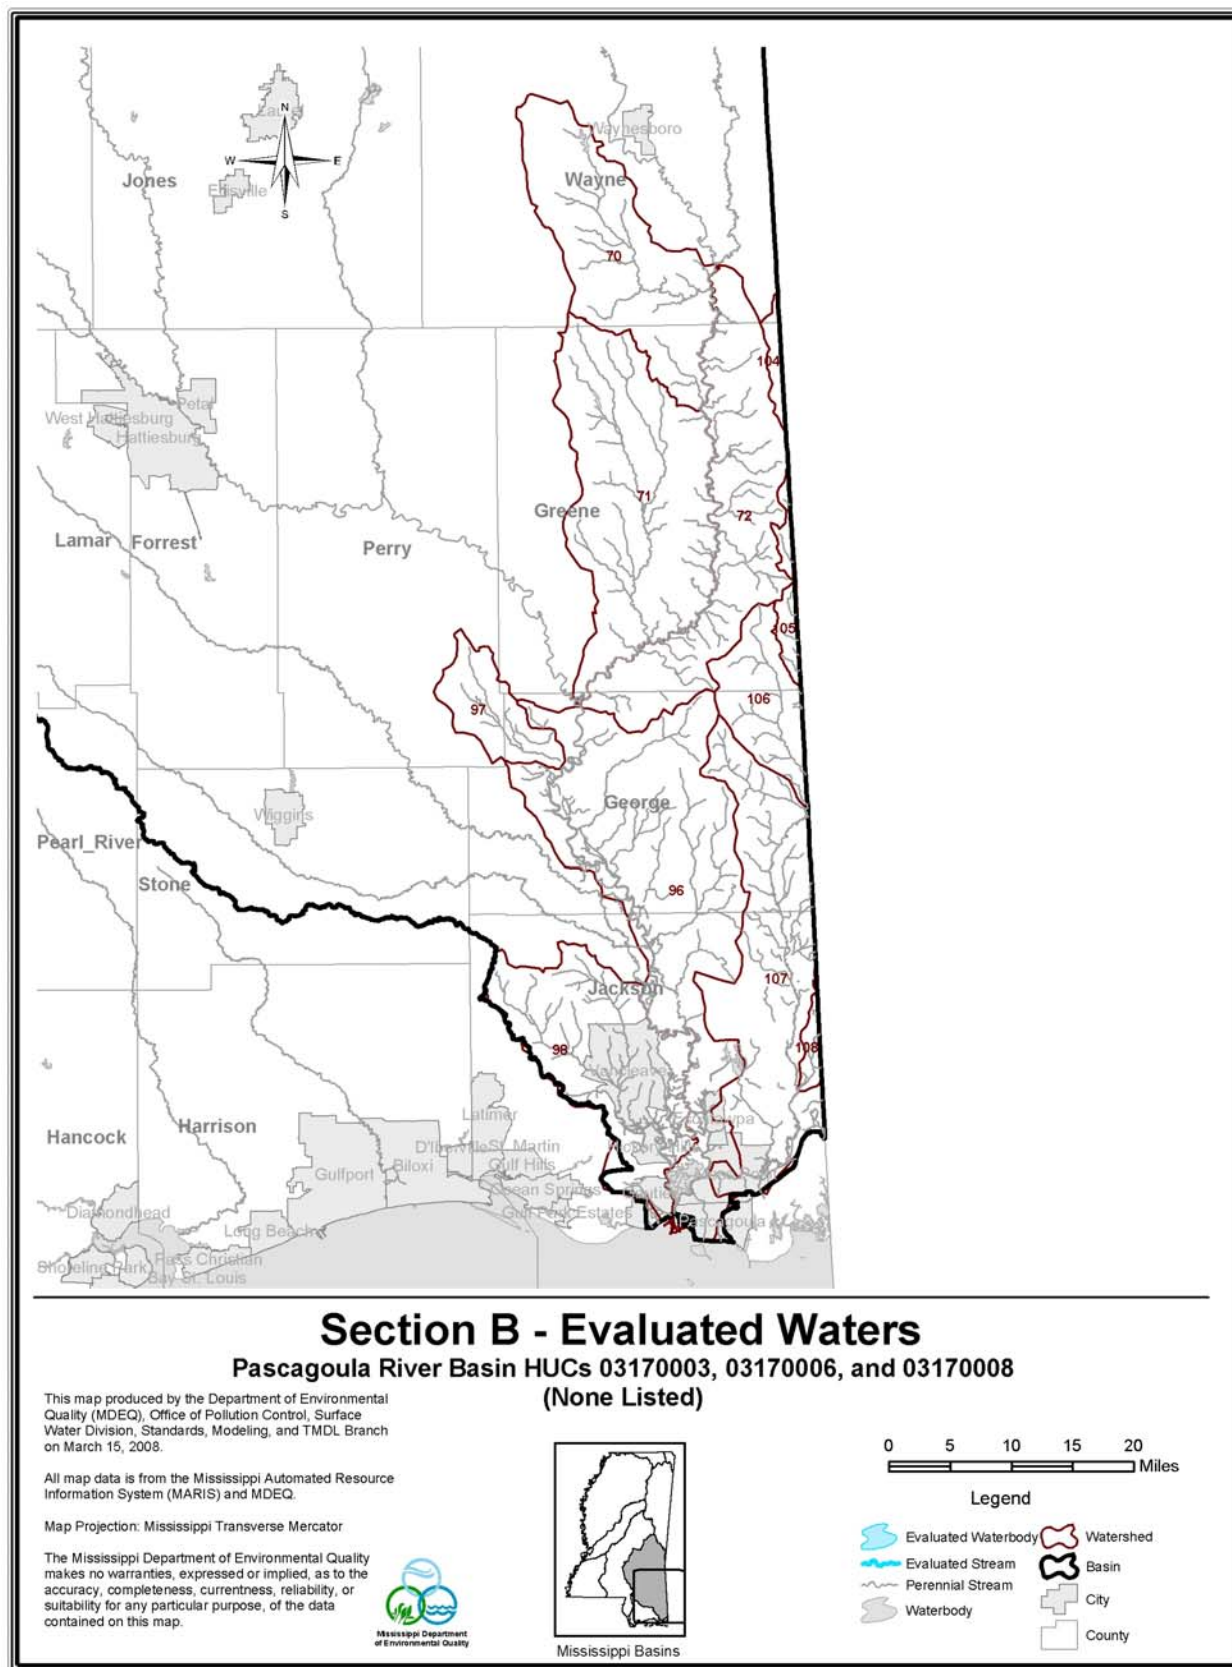 Laurel
N
W
E
S
Waynesboro
Jones
Ellisville
Wayne
70
104
Petal
West Hattiesburg
Hattiesburg
71
Greene
72
Lamar
Forrest
Perry
105
97
106
Wiggins
George
Pearl_River
Stone
96
107
Jackson
98
108
Vancleave
Latimer
Escatawpa
Harrison
Hancock
D'Iberville
St. Martin
Biloxi
Gulf Hills
Gulfport
Ocean Springs
Gautier
Diamondhead
Gulf Park Estates
Pascagoula
Long Beach
Pass Christian
Shoreline Park
Bay St. Louis
Section B - Evaluated Waters
Pascagoula River Basin HUCs 03170003, 03170006, and 03170008
(None Listed)
This map produced by the Department of Environmental
Quality (MDEQ), Office of Pollution Control, Surface
Water Division, Standards, Modeling, and TMDL Branch
on March 15, 2008.
All map data is from the Mississippi Automated Resource
Information System (MARIS) and MDEQ.
Map Projection: Mississippi Transverse Mercator
The Mississippi Department of Environmental Quality
makes no warranties, expressed or implied, as to the
accuracy, completeness, currentness, reliability, or
suitability for any particular purpose, of the data
contained on this map.
Mississippi Department
of Environmental Quality
Mississippi Basins
0 5 10 15 20
Miles
Legend
Evaluated Waterbody
Watershed
Evaluated Stream
Basin
Perennial Stream
City
Waterbody
County